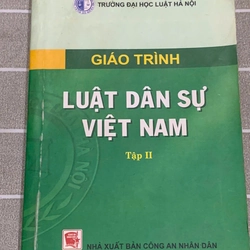 TRƯỜNG ĐẠI HỌC LUẬT HÀ NỘI
GIÁO TRÌNH
LUẬT DÂN SỰ
VIỆT NAM
Tập II
NHÀ XUẤT BẢN CÔNG AN NHÂN DÂN